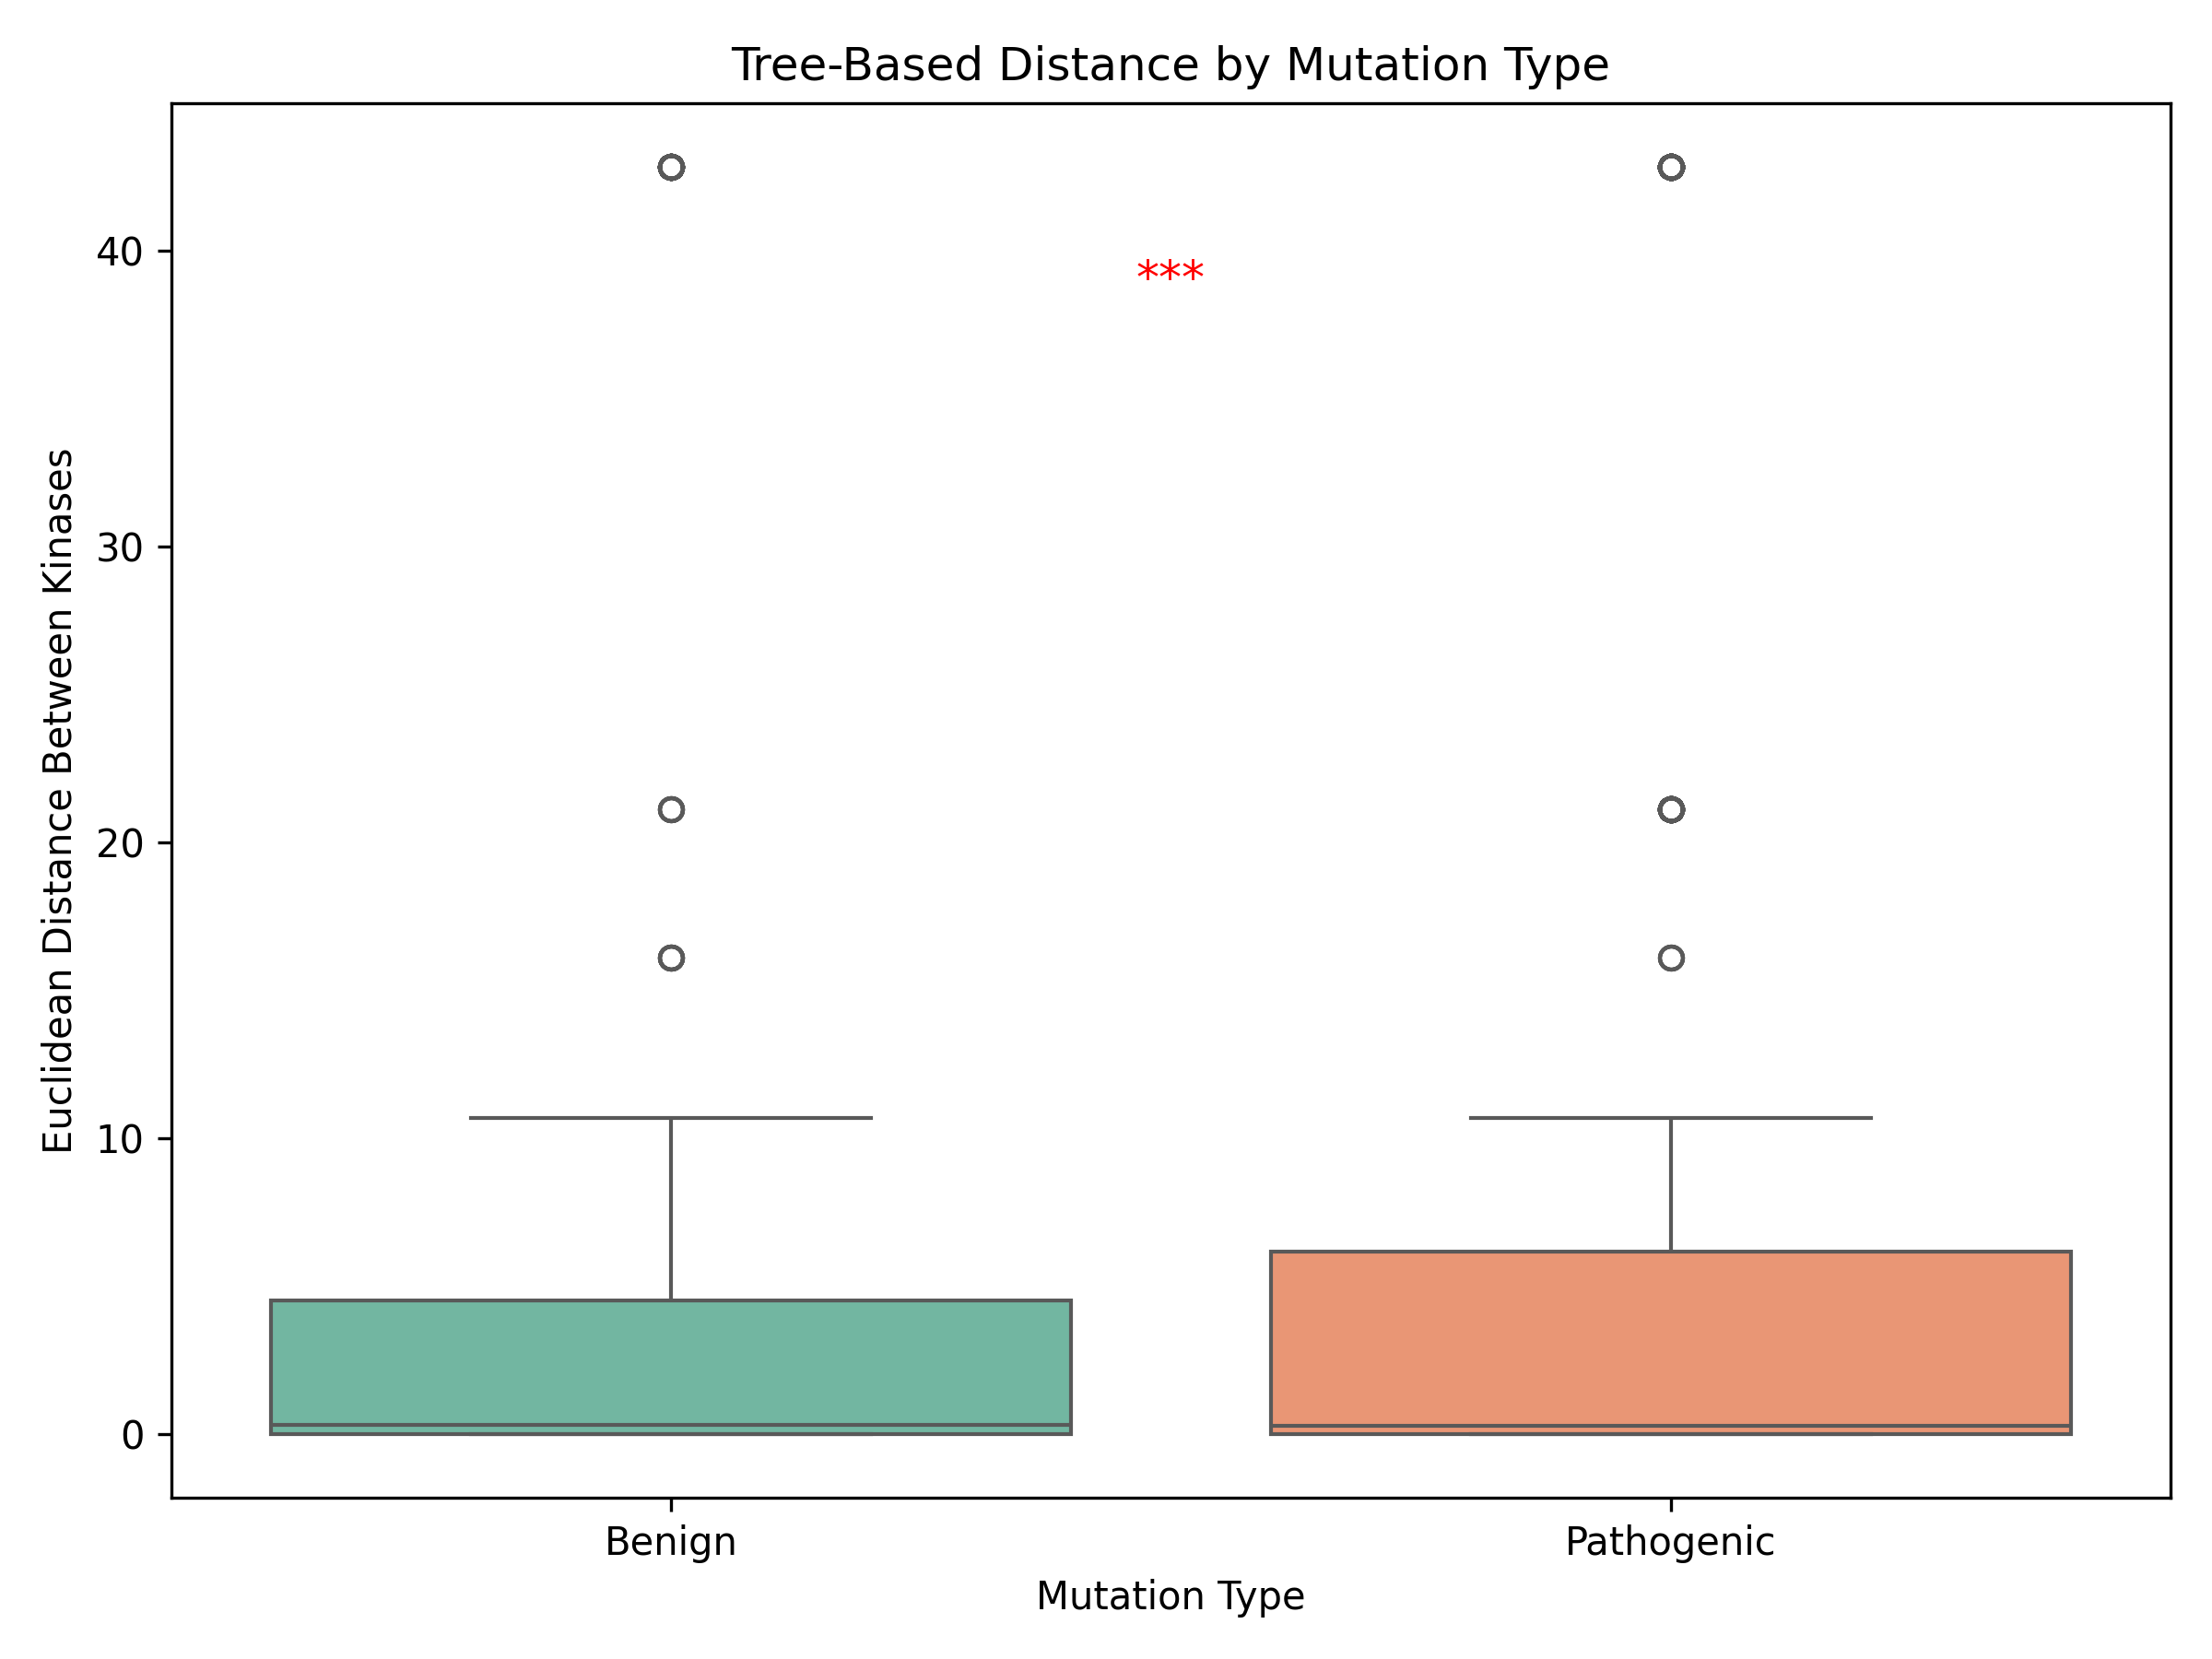 Tree-Based Distance by Mutation Type
Euclidean Distance Between Kinases
40
30
20
10
0
***
Benign
Pathogenic
Mutation Type